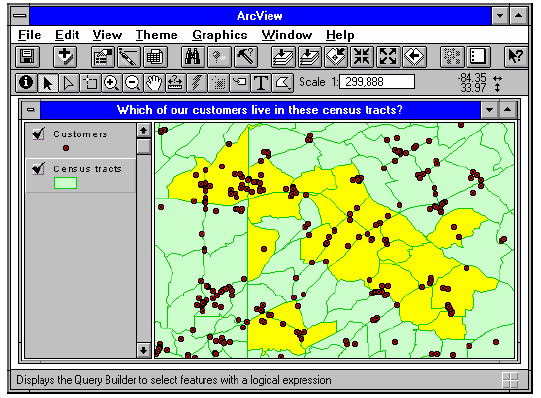 ArcView
File Edit View Theme Graphics Window Help
Scale 1: 299,888
-84.35
33.97
Which of our customers live in these census tracts?
Customers
Census tracts
Displays the Query Builder to select features with a logical expression